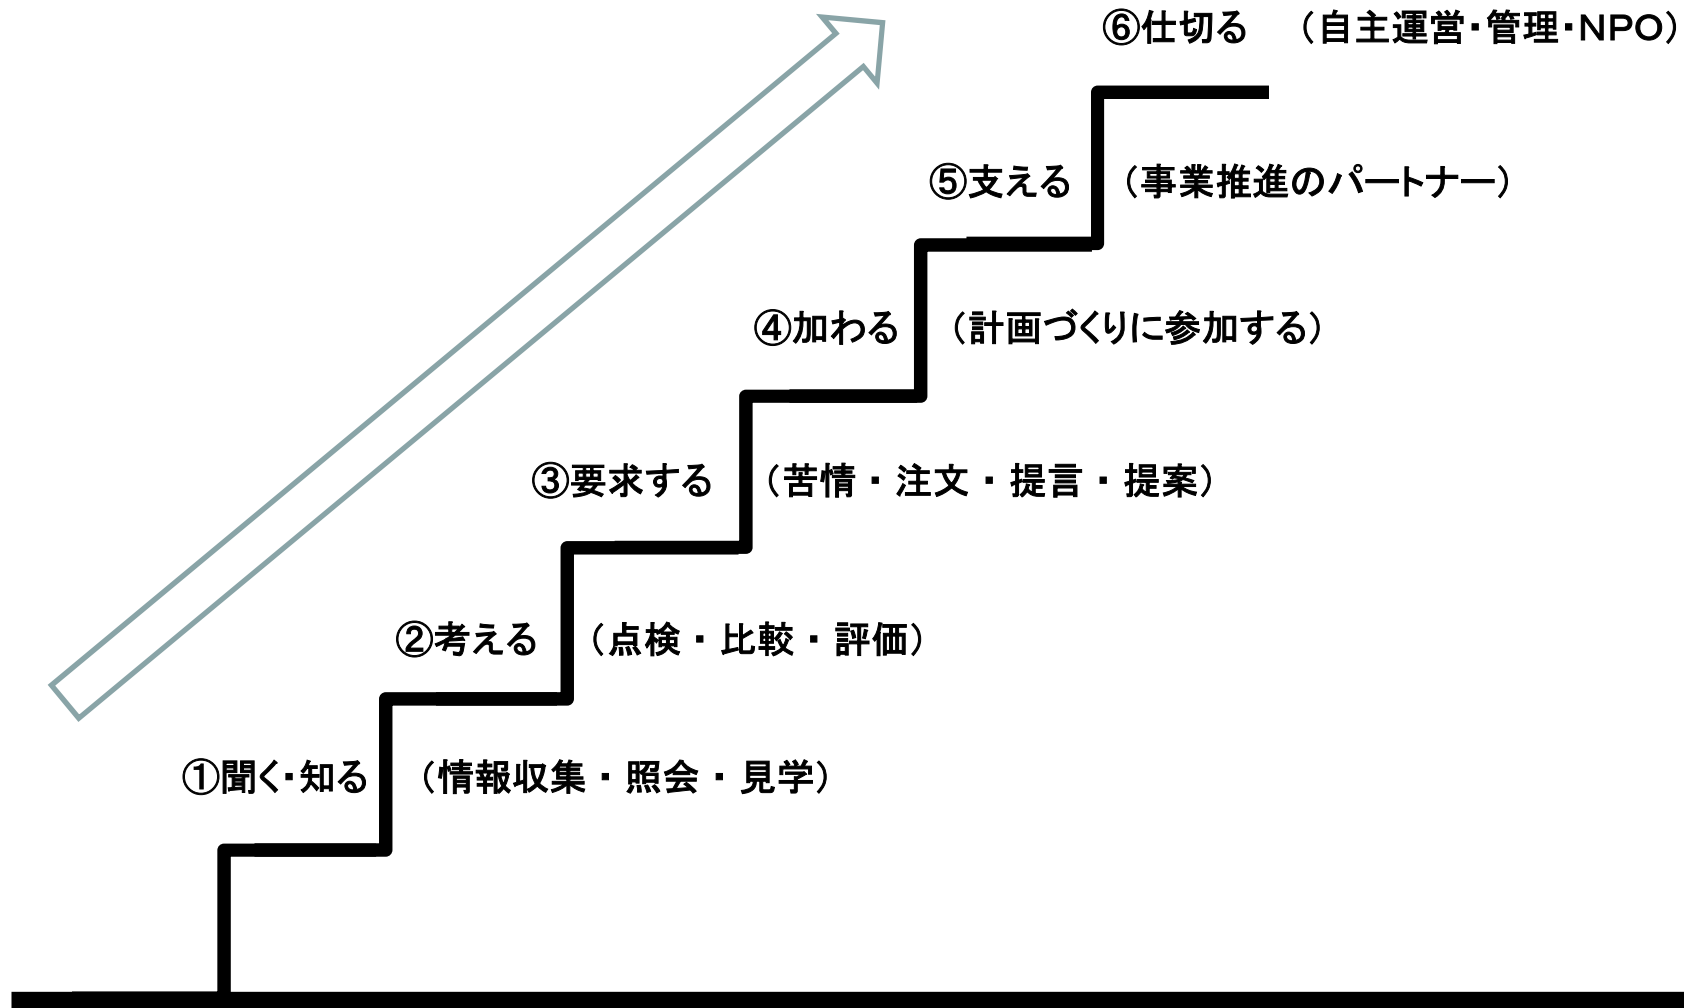 ⑥仕切る （自主運営・管理・NPO）
⑤支える （事業推進のパートナー）
④加わる （計画づくりに参加する）
③要求する （苦情・注文・提言・提案）
②考える （点検・比較・評価）
①聞く・知る （情報収集・照会・見学）